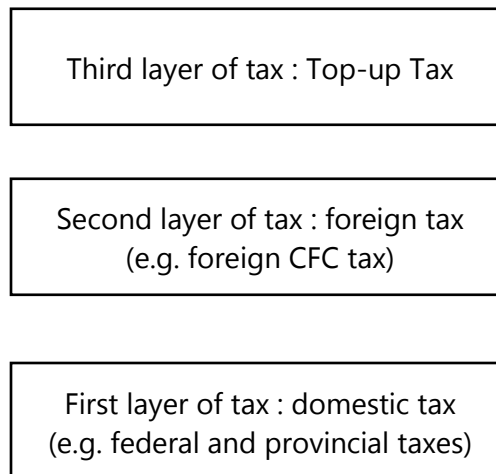 Third layer of tax : Top-up Tax
Second layer of tax : foreign tax
(e.g. foreign CFC tax)
First layer of tax : domestic tax
(e.g. federal and provincial taxes)